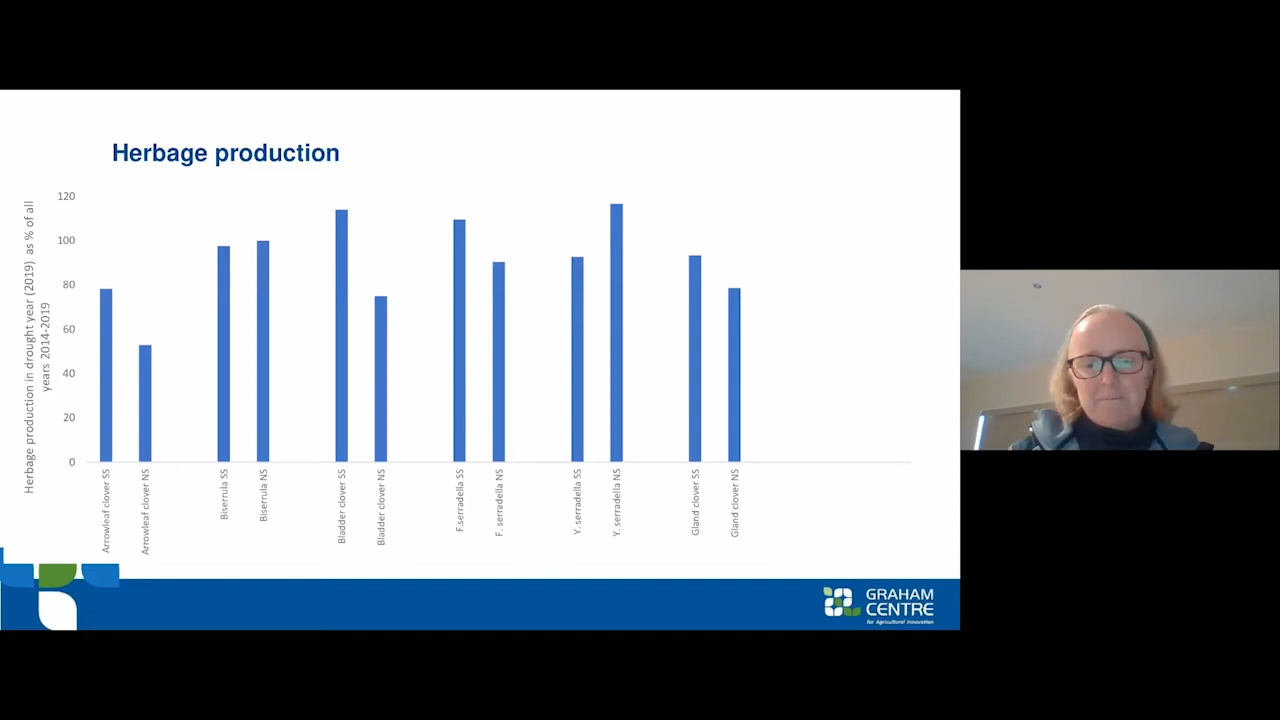 Herbage production
Herbage production in drought year (2019) as % of all
years 2014-2019
120
100
80
60
40
20
0
Arrowleaf clover SS
Arrowleaf clover NS
Biserrula SS
Biserrula NS
Bladder clover SS
Bladder clover NS
F.serradella SS
F. serradella NS
Y. serradella SS
Y. serradella NS
Gland clover SS
Gland clover NS
GRAHAM
CENTRE
for Agricultural Innovation